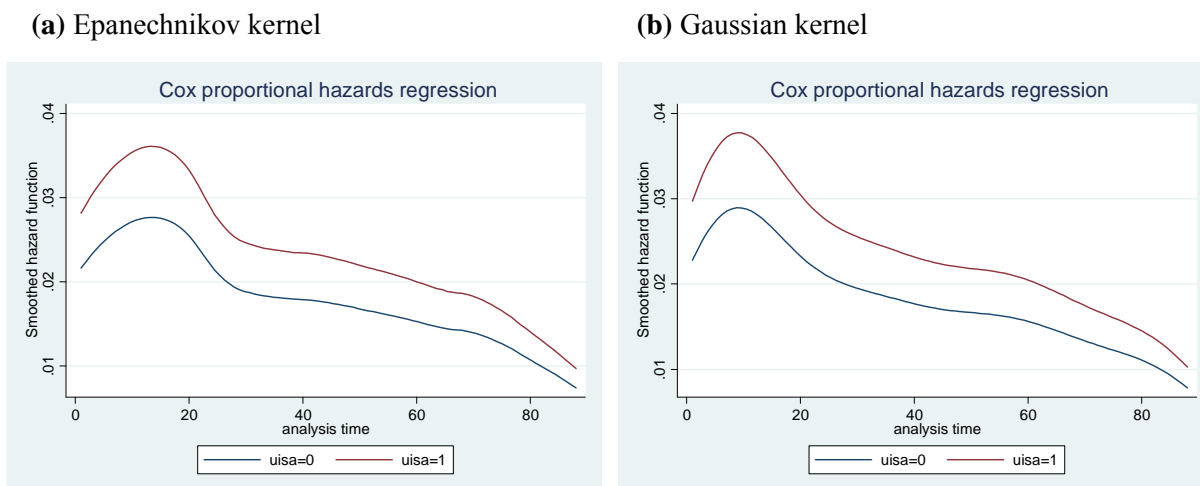 (a) Epanechnikov kernel
Cox proportional hazards regression
Smoothed hazard function
.04
.03
.02
.01
0 20 40 60 80
analysis time
uisa=0 uisa=1
(b) Gaussian kernel
Cox proportional hazards regression
Smoothed hazard function
.04
.03
.02
.01
0 20 40 60 80
analysis time
uisa=0 uisa=1